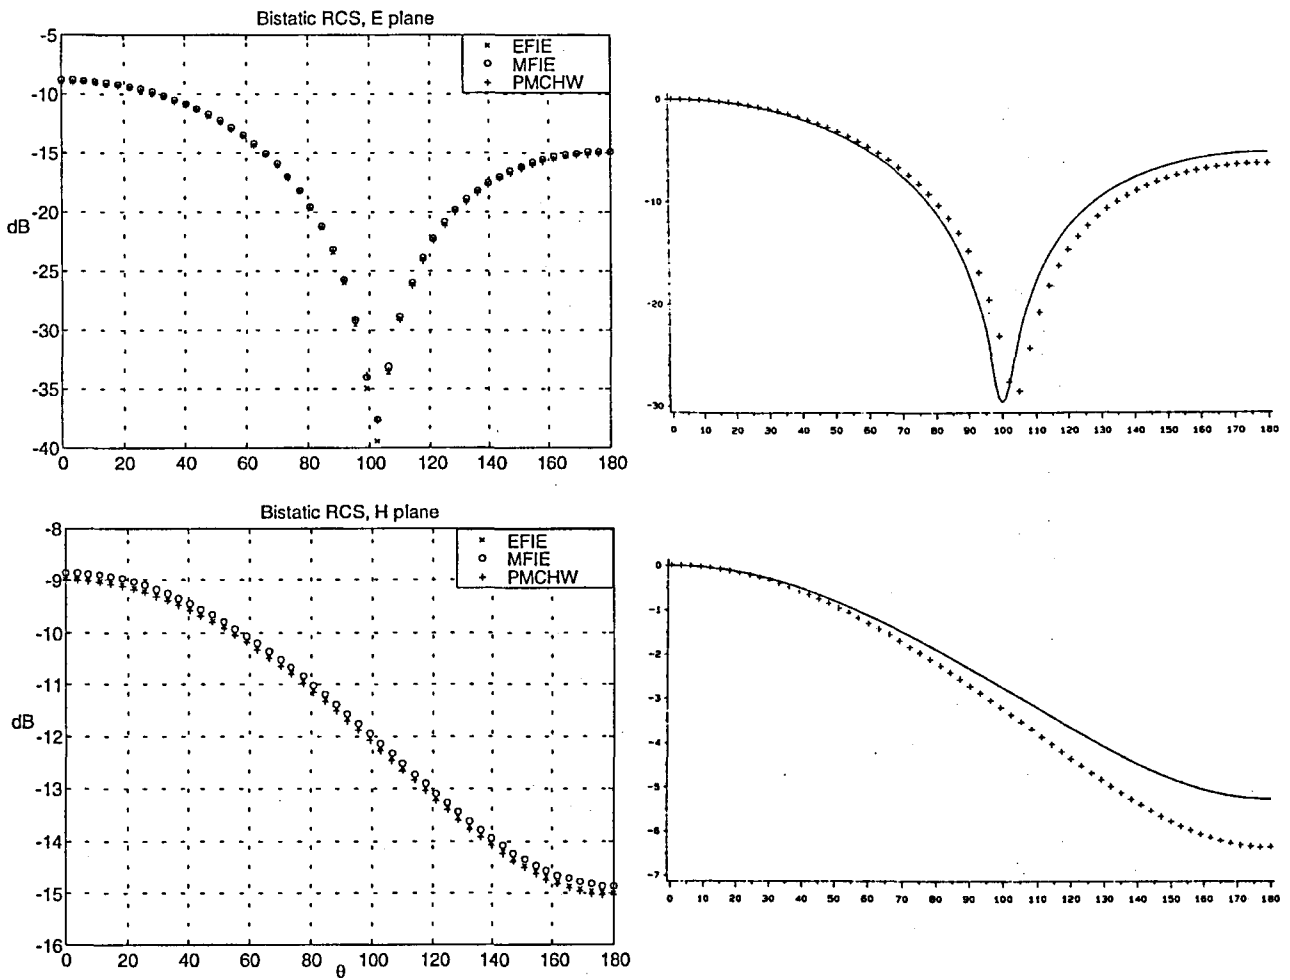 Bistatic RCS, E plane
-5
-10
-15
-20
dB
-25
-30
-35
-40
0 20 40 60 80 100 120 140 160 180
× EFIE
o MFIE
+ PMCHW
0
-10
-20
-30
0 10 20 30 40 50 60 70 80 90 100 110 120 130 140 150 160 170 180
Bistatic RCS, H plane
-8
-9
-10
-11
dB
-12
-13
-14
-15
-16
0 20 40 60 80 100 120 140 160 180
θ
× EFIE
o MFIE
+ PMCHW
0
-1
-2
-3
-4
-5
-6
-7
0 10 20 30 40 50 60 70 80 90 100 110 120 130 140 150 160 170 180